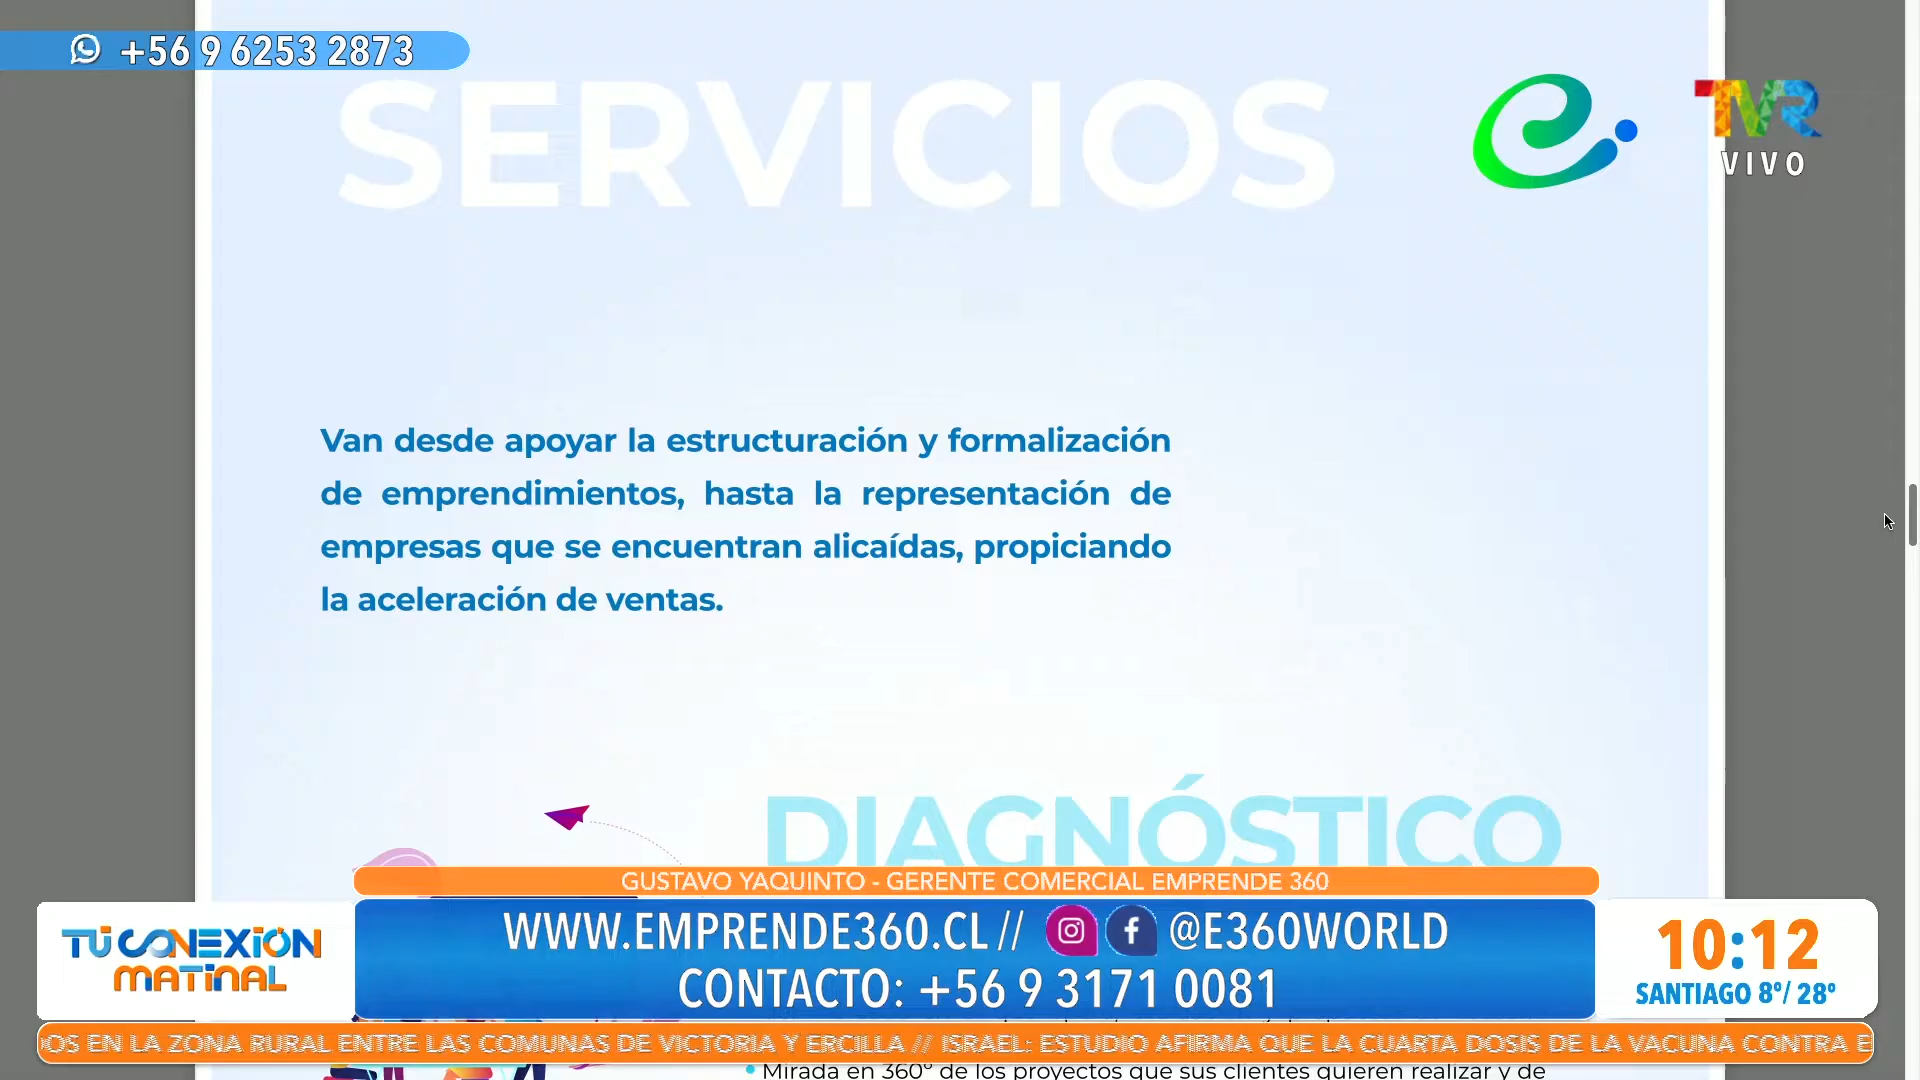 +56 9 6253 2873
SERVICIOS
TVR
VIVO
Van desde apoyar la estructuración y formalización
de emprendimientos, hasta la representación de
empresas que se encuentran alicaídas, propiciando
la aceleración de ventas.
DIAGNÓSTICO
GUSTAVO YAQUINTO - GERENTE COMERCIAL EMPRENDE 360
WWW.EMPRENDE360.CL // @E360WORLD
CONTACTO: +56 9 3171 0081
TÚ CONEXIÓN
MATINAL
10:12
SANTIAGO 8º/ 28º
EN LA ZONA RURAL ENTRE LAS COMUNAS DE VICTORIA Y ERCILLA // ISRAEL: ESTUDIO AFIRMA QUE LA CUARTA DOSIS DE LA VACUNA CONTRA
• Mirada en 360º de los proyectos que sus clientes quieren realizar y de